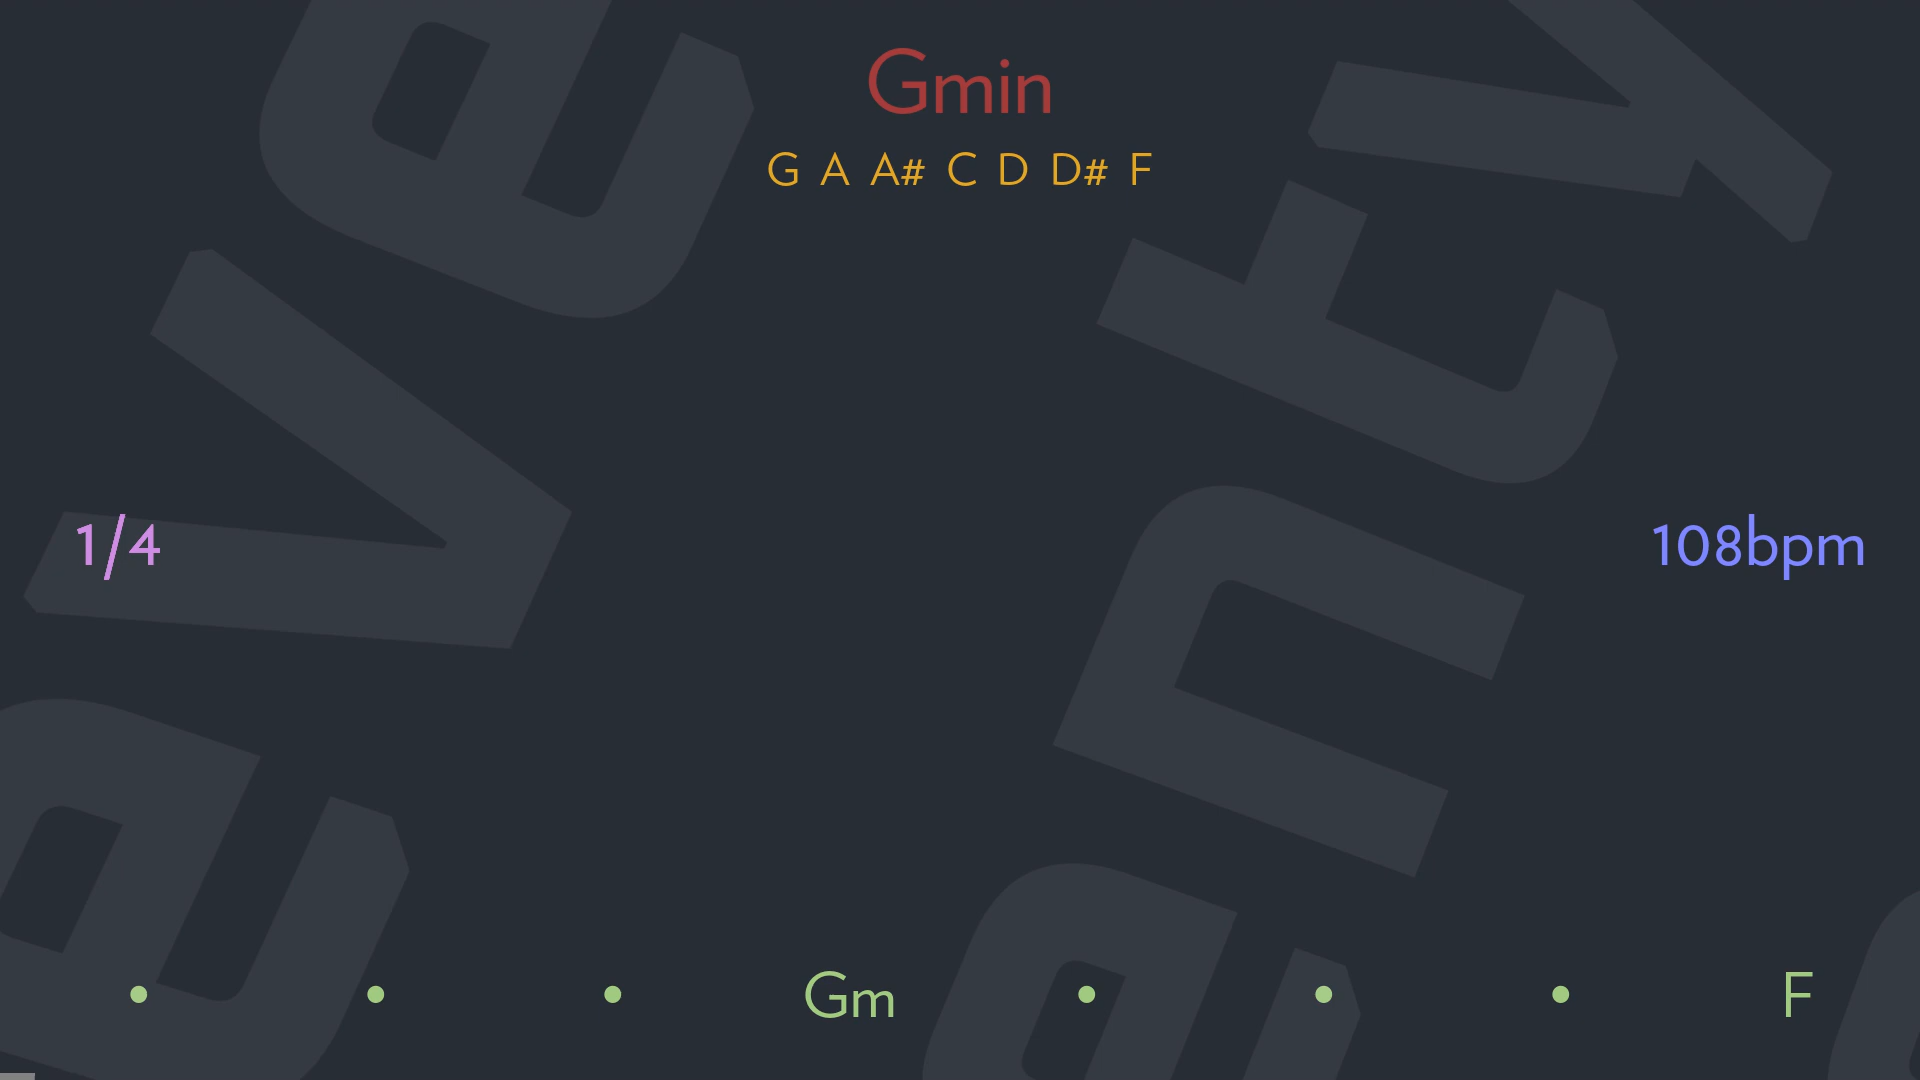 Gmin
G A A# C D D# F
1/4
108bpm
• • • Gm • • • F